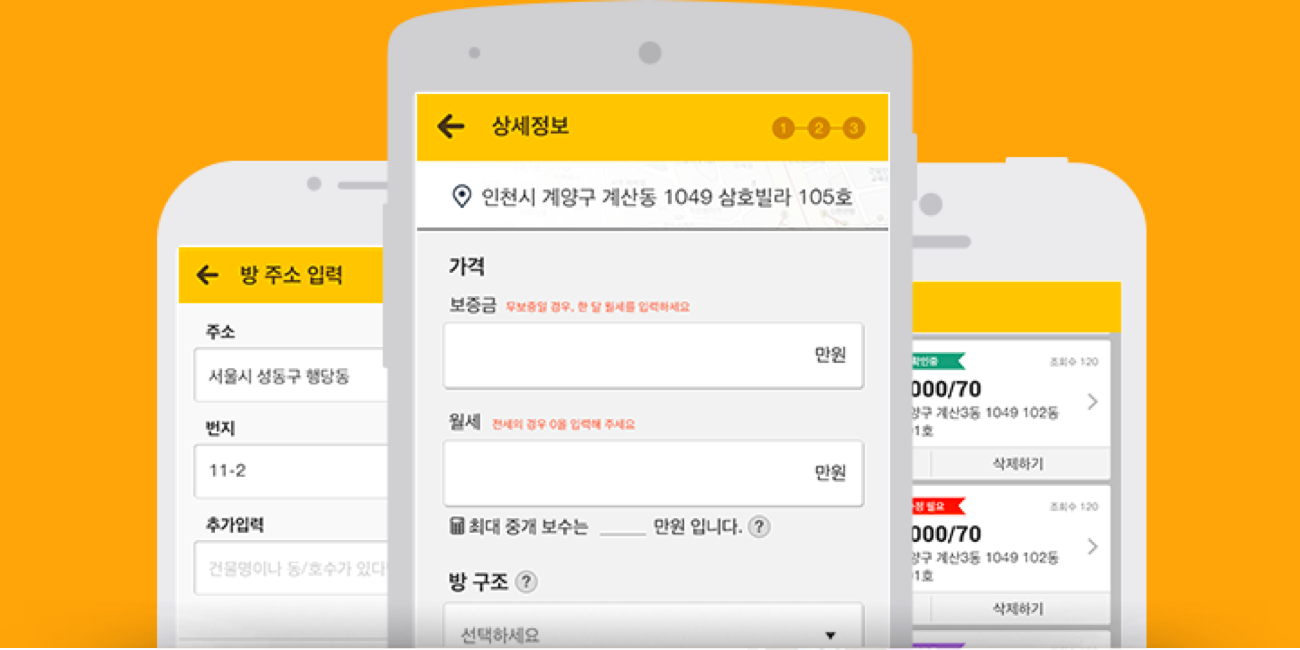 방 주소 입력
주소
서울시 성동구 행당동
번지
11-2
추가입력
건물명이나 동/호수가 있다
상세정보
1 2 3
인천시 계양구 계산동 1049 삼호빌라 105호
가격
보증금 무보증일 경우, 한 달 월세를 입력하세요
만원
월세 전세의 경우 0을 입력해 주세요
만원
최대 중개 보수는 _____ 만원 입니다. ?
방 구조 ?
선택하세요
확인중 조회수 120
000/70
양구 계산3동 1049 102동
1호
삭제하기
정 필요 조회수 120
000/70
양구 계산3동 1049 102동
1호
삭제하기